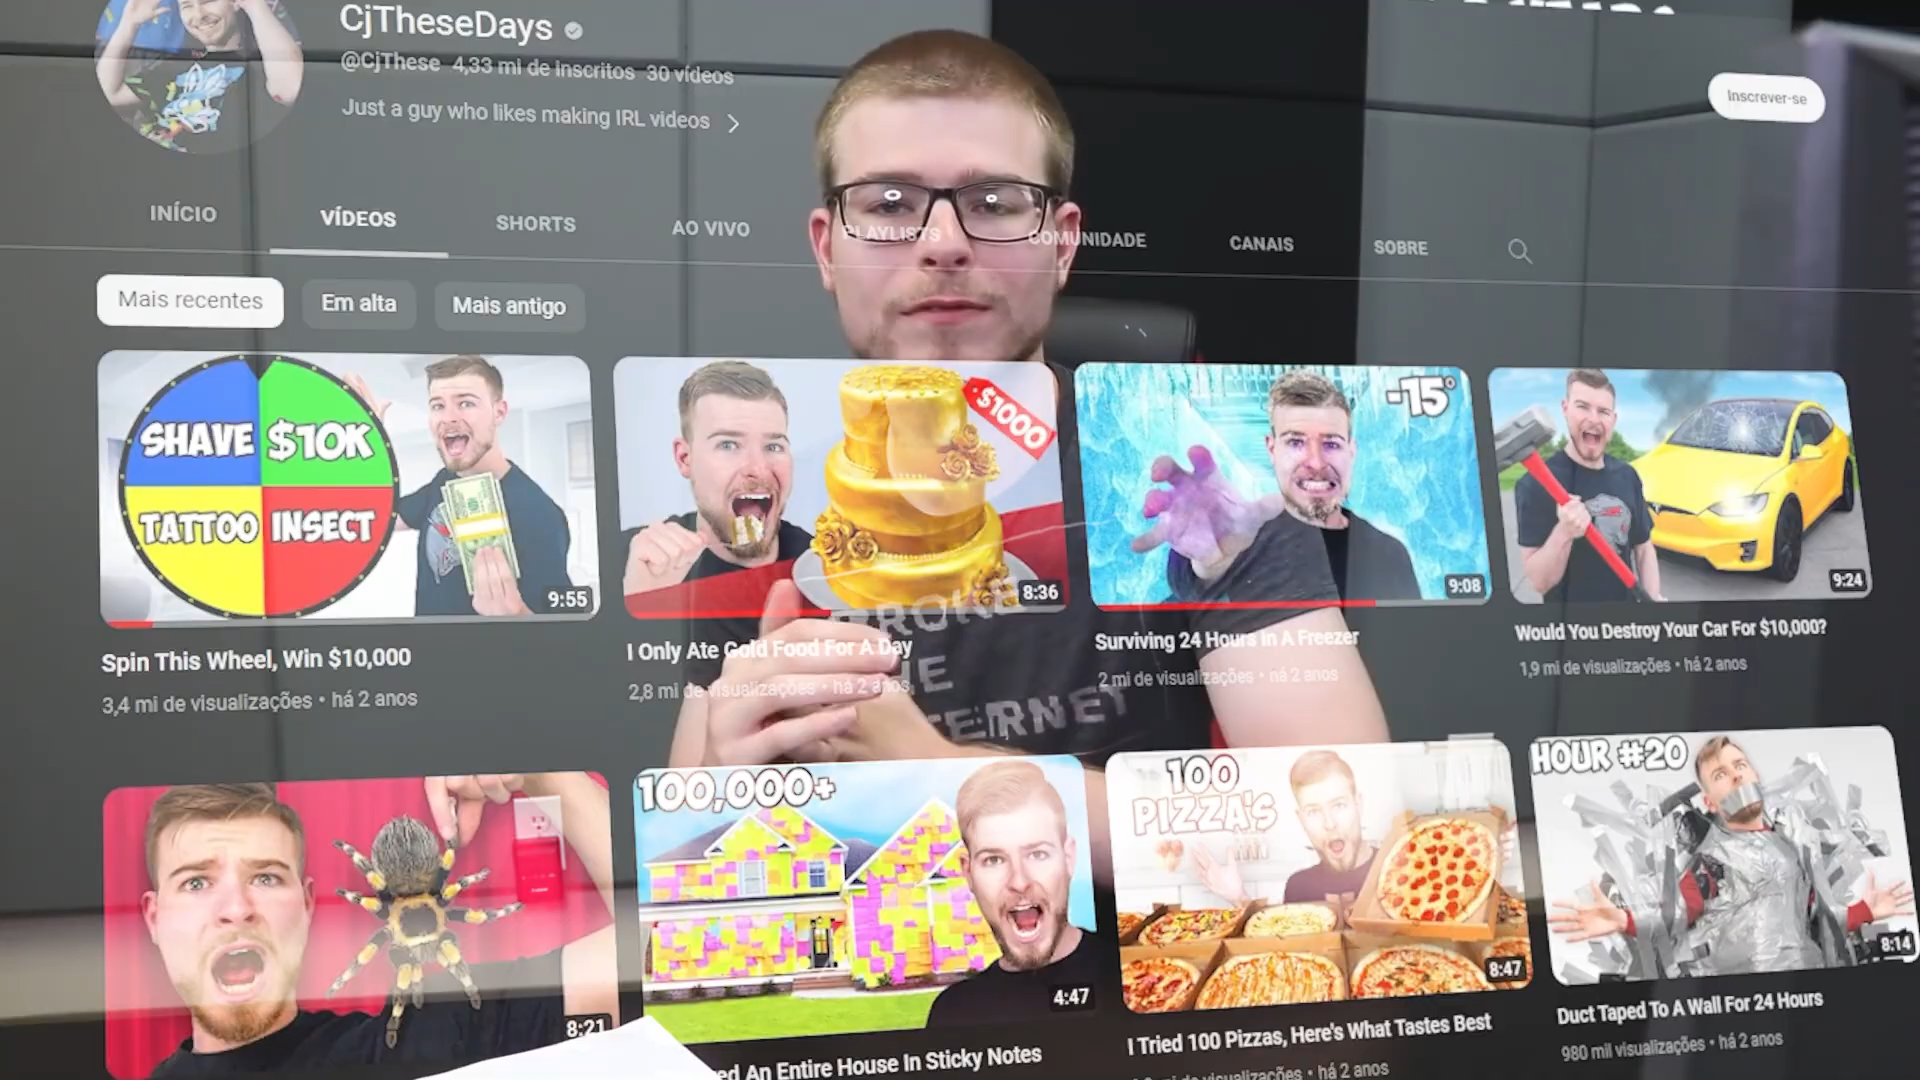 CjTheseDays
@CjThese 4,33 mi de inscritos 30 vídeos
Just a guy who likes making IRL videos
Inscrever-se
INÍCIO VÍDEOS SHORTS AO VIVO PLAYLISTS COMUNIDADE CANAIS SOBRE
Mais recentes Em alta Mais antigo
SHAVE $10K
TATTOO INSECT
9:55
$1000
8:36
-15°
9:08
9:24
Spin This Wheel, Win $10,000
3,4 mi de visualizações • há 2 anos
I Only Ate Gold Food For A Day
2,8 mi de visualizações • há 2 anos
Surviving 24 Hours In A Freezer
2 mi de visualizações • há 2 anos
Would You Destroy Your Car For $10,000?
1,9 mi de visualizações • há 2 anos
BROKE
THE
8:21
100,000+
4:47
100
PIZZA'S
8:47
HOUR #20
8:14
An Entire House In Sticky Notes
I Tried 100 Pizzas, Here's What Tastes Best
de visualizações • há 2 anos
Duct Taped To A Wall For 24 Hours
980 mil visualizações • há 2 anos